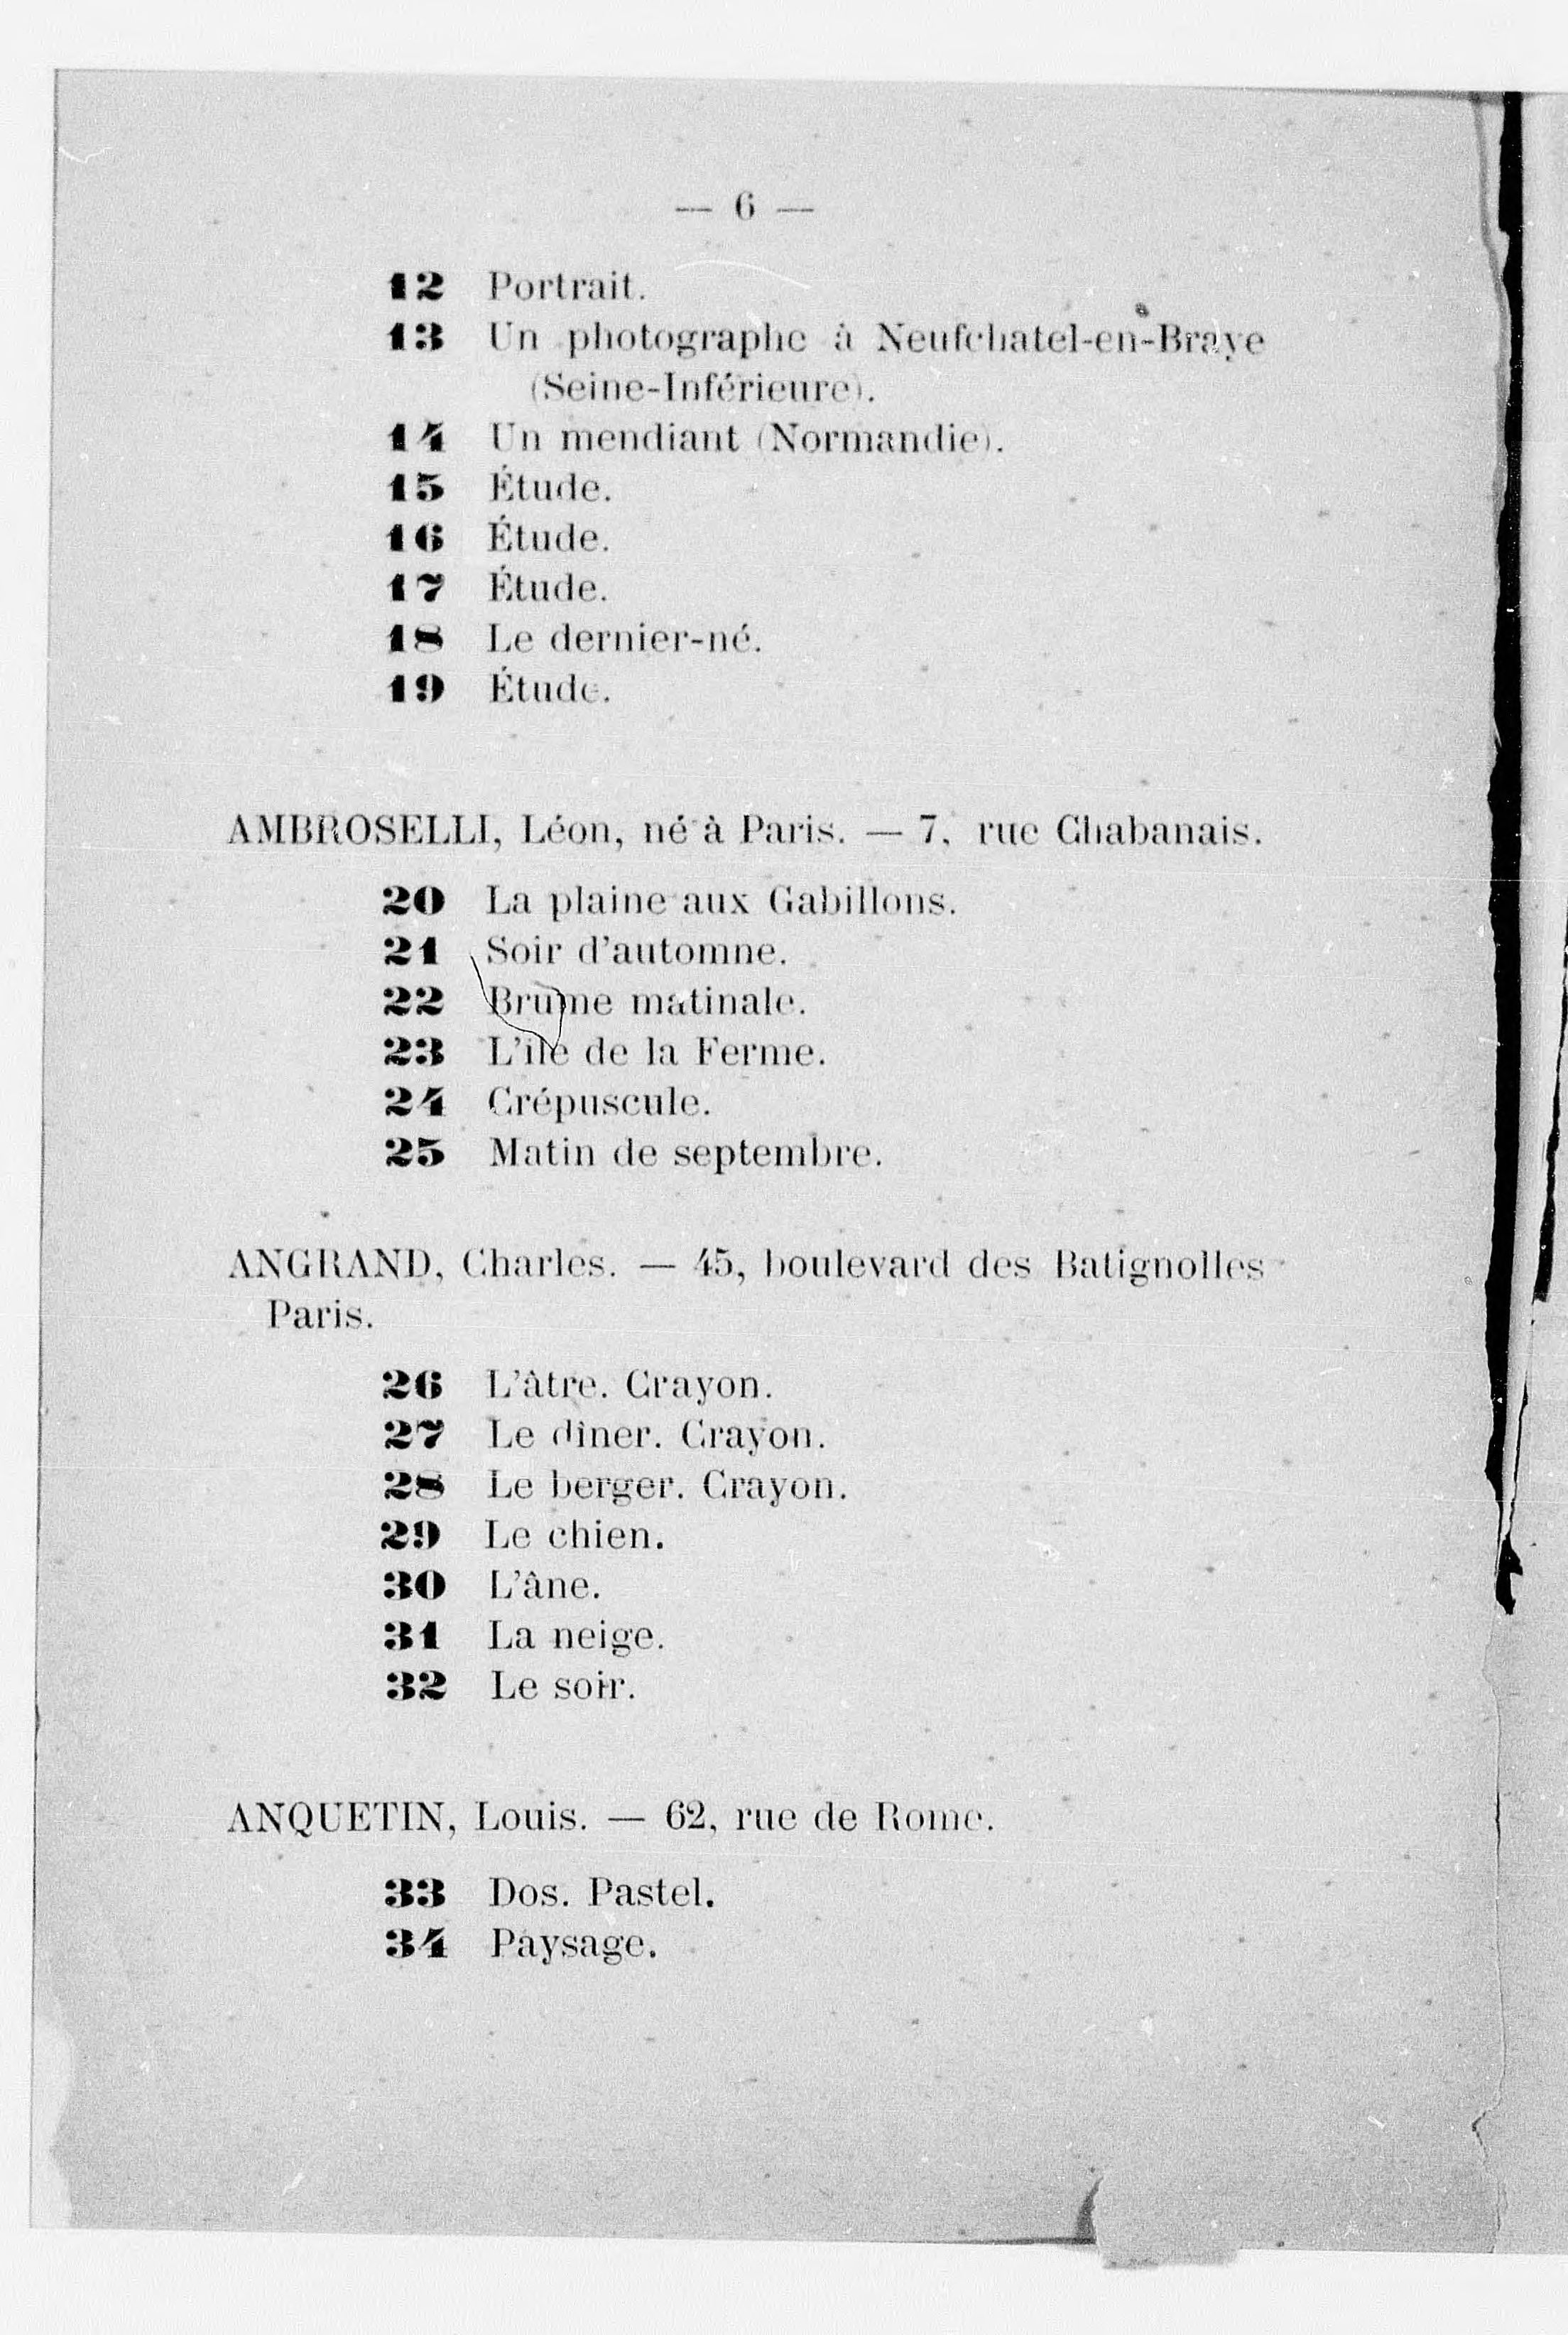 — 6 —
12 Portrait.
13 Un photographe à Neufchatel-en-Braye
(Seine-Inférieure).
14 Un mendiant (Normandie).
15 Étude.
16 Étude.
17 Étude.
18 Le dernier-né.
19 Étude.
AMBROSELLI, Léon, né à Paris. — 7, rue Chabanais.
20 La plaine aux Gabillons.
21 Soir d'automne.
22 Brume matinale.
23 L'île de la Ferme.
24 Crépuscule.
25 Matin de septembre.
ANGRAND, Charles. — 45, boulevard des Batignolles
Paris.
26 L'âtre. Crayon.
27 Le dîner. Crayon.
28 Le berger. Crayon.
29 Le chien.
30 L'âne.
31 La neige.
32 Le soir.
ANQUETIN, Louis. — 62, rue de Rome.
33 Dos. Pastel.
34 Paysage.